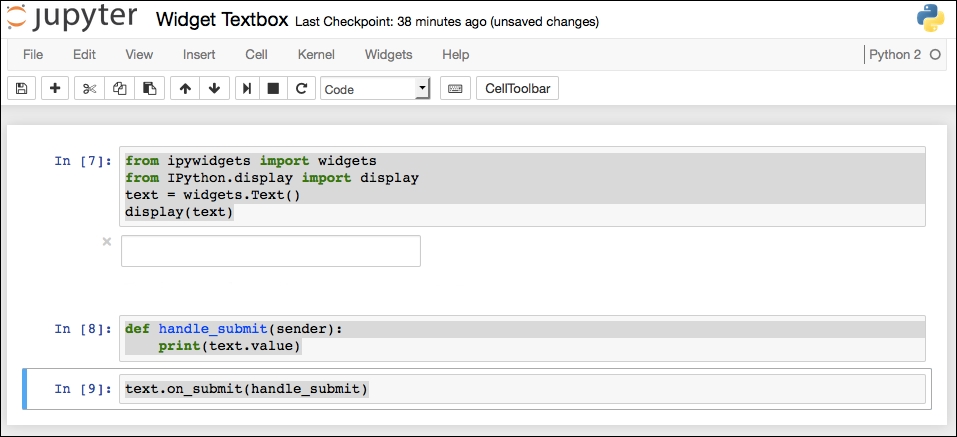 jupyter Widget Textbox Last Checkpoint: 38 minutes ago (unsaved changes)
File Edit View Insert Cell Kernel Widgets Help Python 2
Code CellToolbar
In [7]: from ipywidgets import widgets
from IPython.display import display
text = widgets.Text()
display(text)
In [8]: def handle_submit(sender):
    print(text.value)
In [9]: text.on_submit(handle_submit)